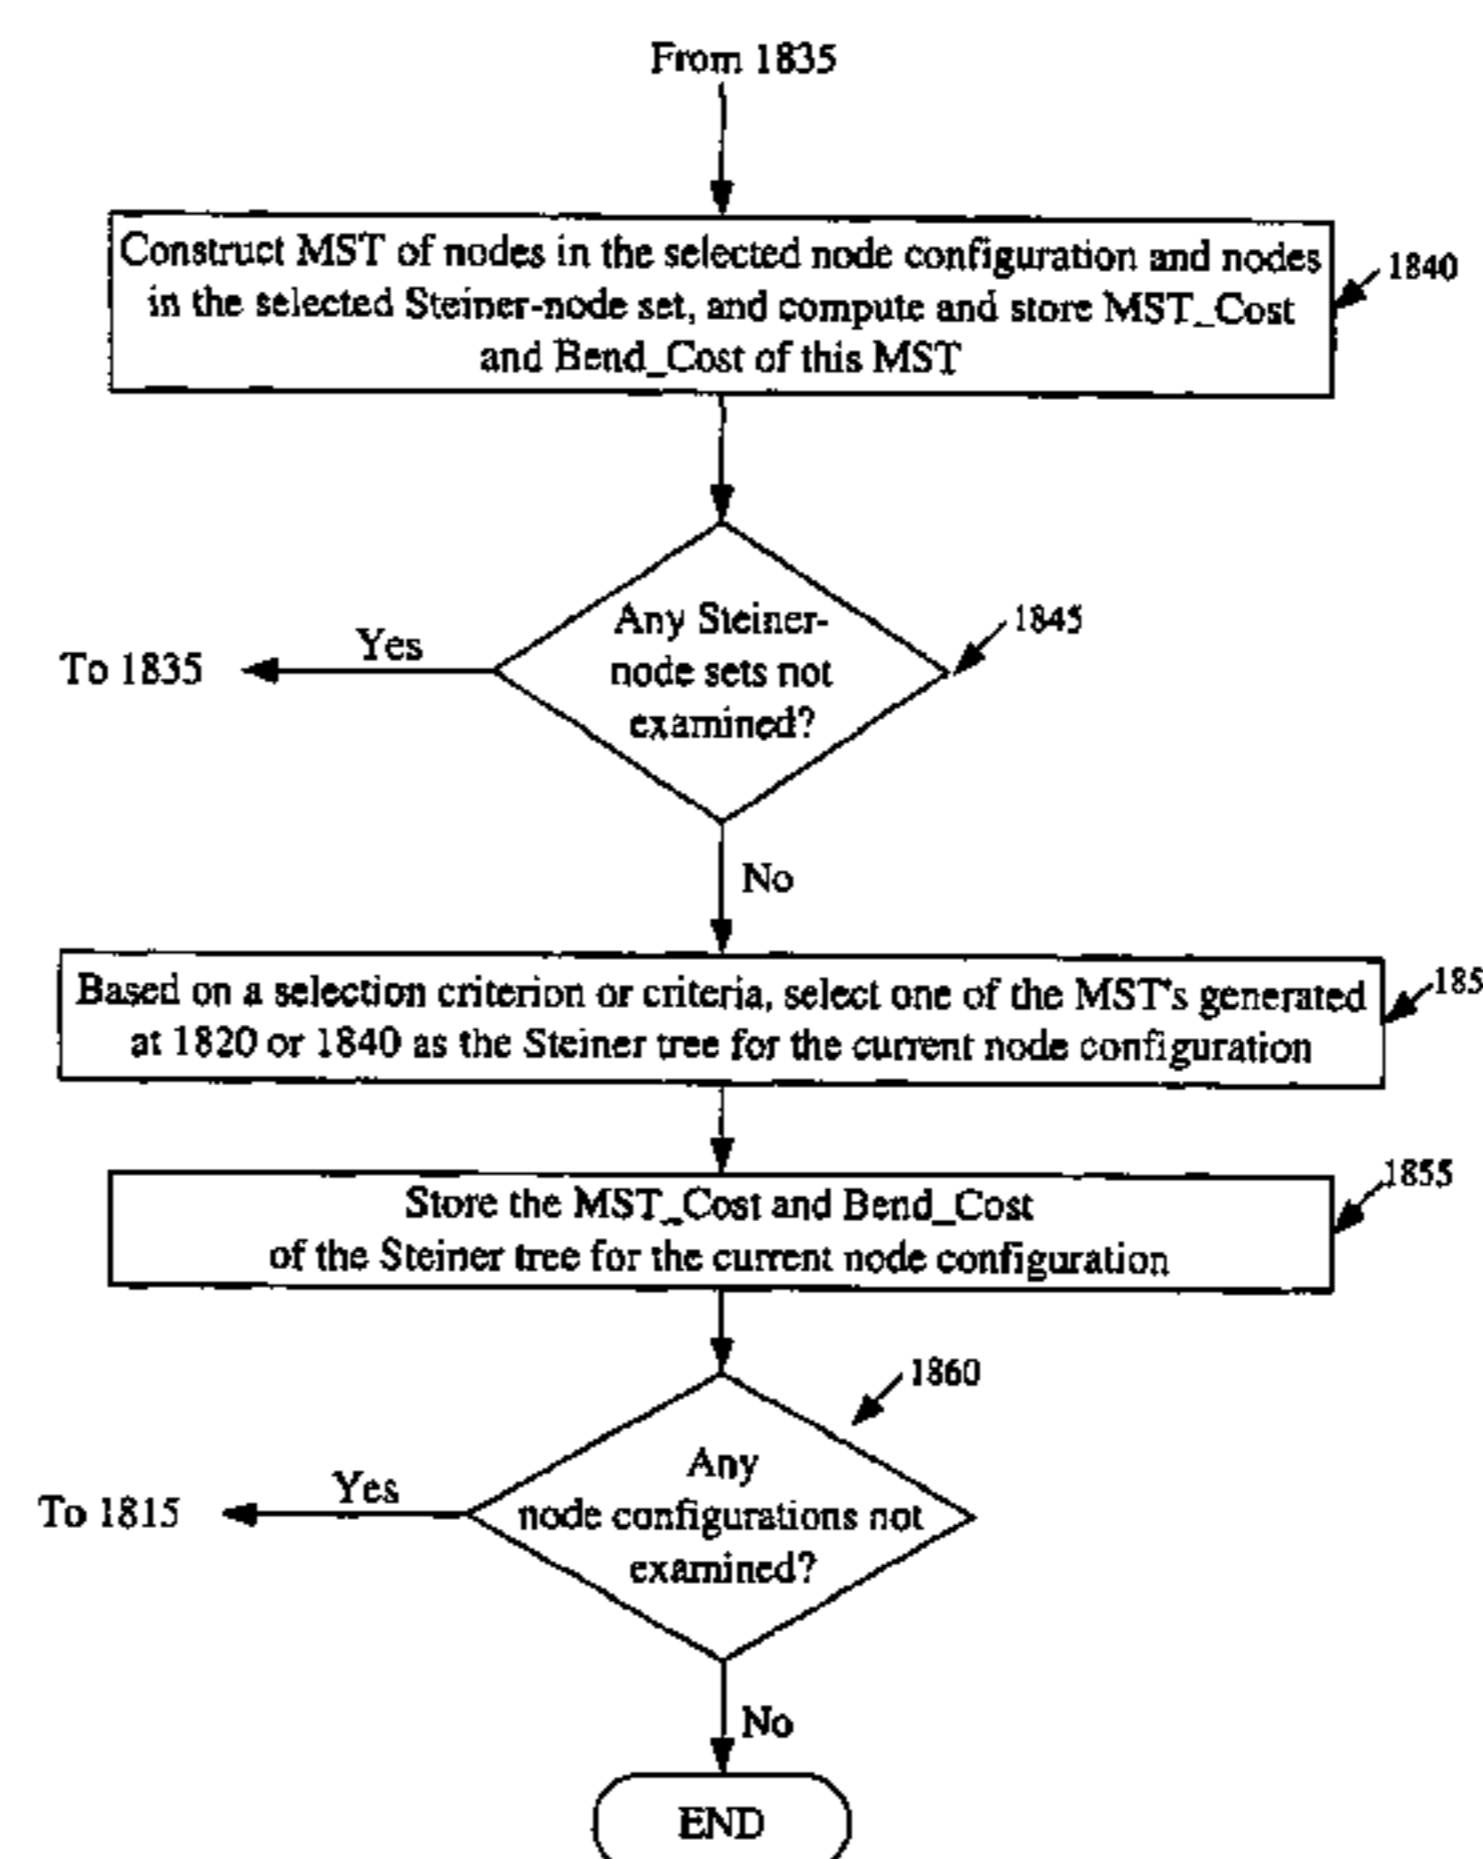 From 1835
Construct MST of nodes in the selected node configuration and nodes
in the selected Steiner-node set, and compute and store MST_Cost
and Bend_Cost of this MST
1840
Any Steiner-
node sets not
examined?
1845
Yes
To 1835
No
Based on a selection criterion or criteria, select one of the MST's generated
at 1820 or 1840 as the Steiner tree for the current node configuration
185
Store the MST_Cost and Bend_Cost
of the Steiner tree for the current node configuration
1855
1860
Any
node configurations not
examined?
Yes
To 1815
No
END